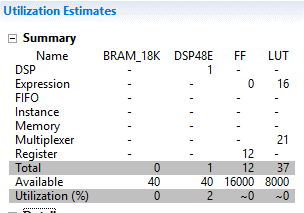 Utilization Estimates
Summary
Name BRAM_18K DSP48E FF LUT
DSP - 1 - -
Expression - - 0 16
FIFO - - - -
Instance - - - -
Memory - - - -
Multiplexer - - - 21
Register - - 12 -
Total 0 1 12 37
Available 40 40 16000 8000
Utilization (%) 0 2 ~0 ~0